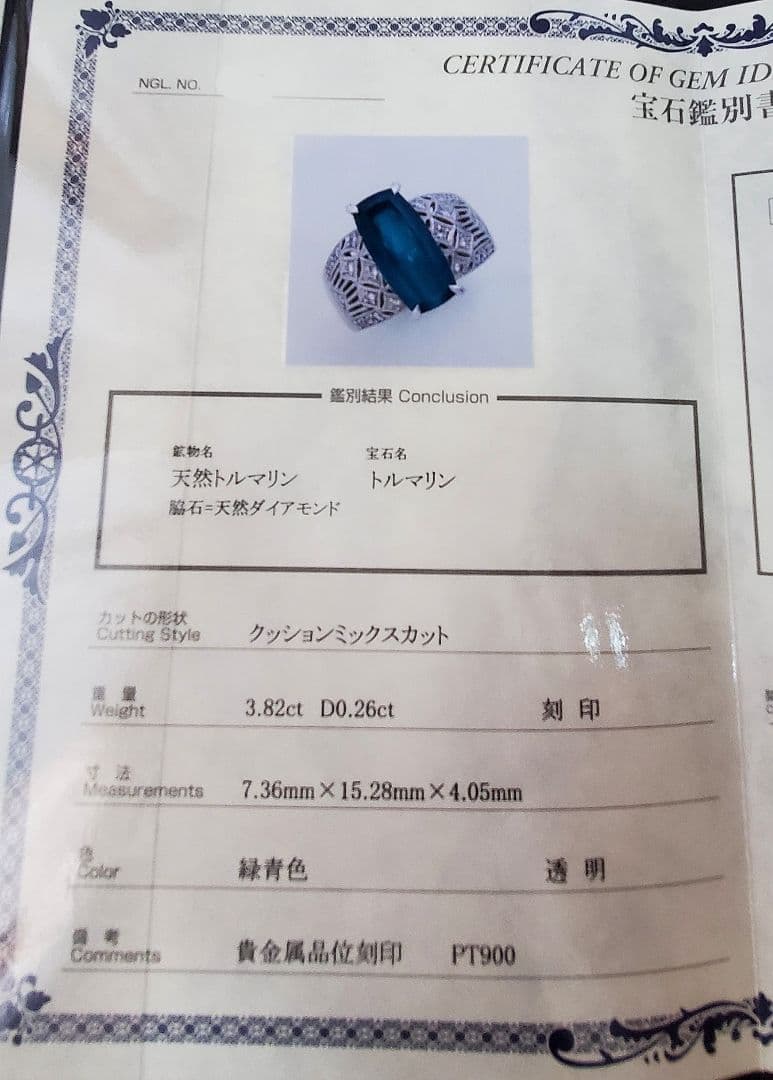 NGL. NO.
CERTIFICATE OF GEM ID
宝石鑑別書
鑑別結果 Conclusion
鉱物名 宝石名
天然トルマリン トルマリン
脇石=天然ダイアモンド
カットの形状
Cutting Style クッションミックスカット
重量
Weight 3.82ct D0.26ct 刻印
寸法
Measurements 7.36mm×15.28mm×4.05mm
色
Color 緑青色 透明
備考
Comments 貴金属品位刻印 PT900